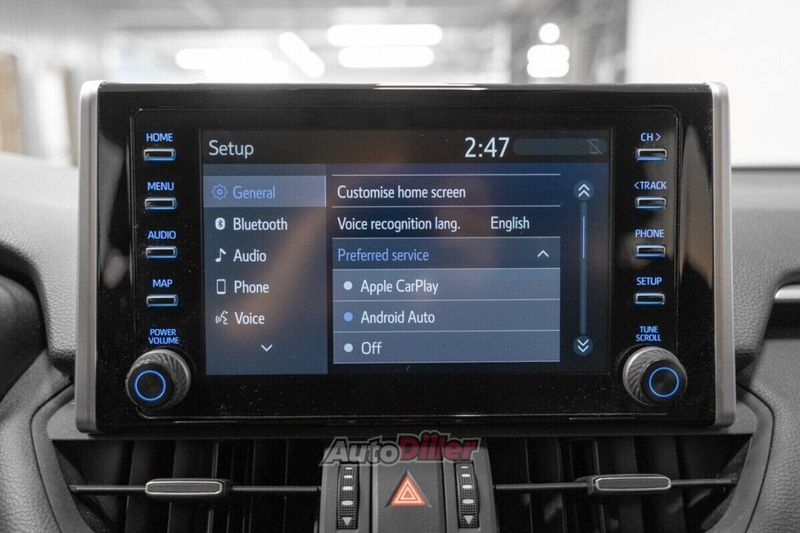 HOME
MENU
AUDIO
MAP
POWER
VOLUME
Setup
2:47
General
Bluetooth
Audio
Phone
Voice
Customise home screen
Voice recognition lang. English
Preferred service
Apple CarPlay
Android Auto
Off
CH >
< TRACK
PHONE
SETUP
TUNE
SCROLL
AutoDiiler